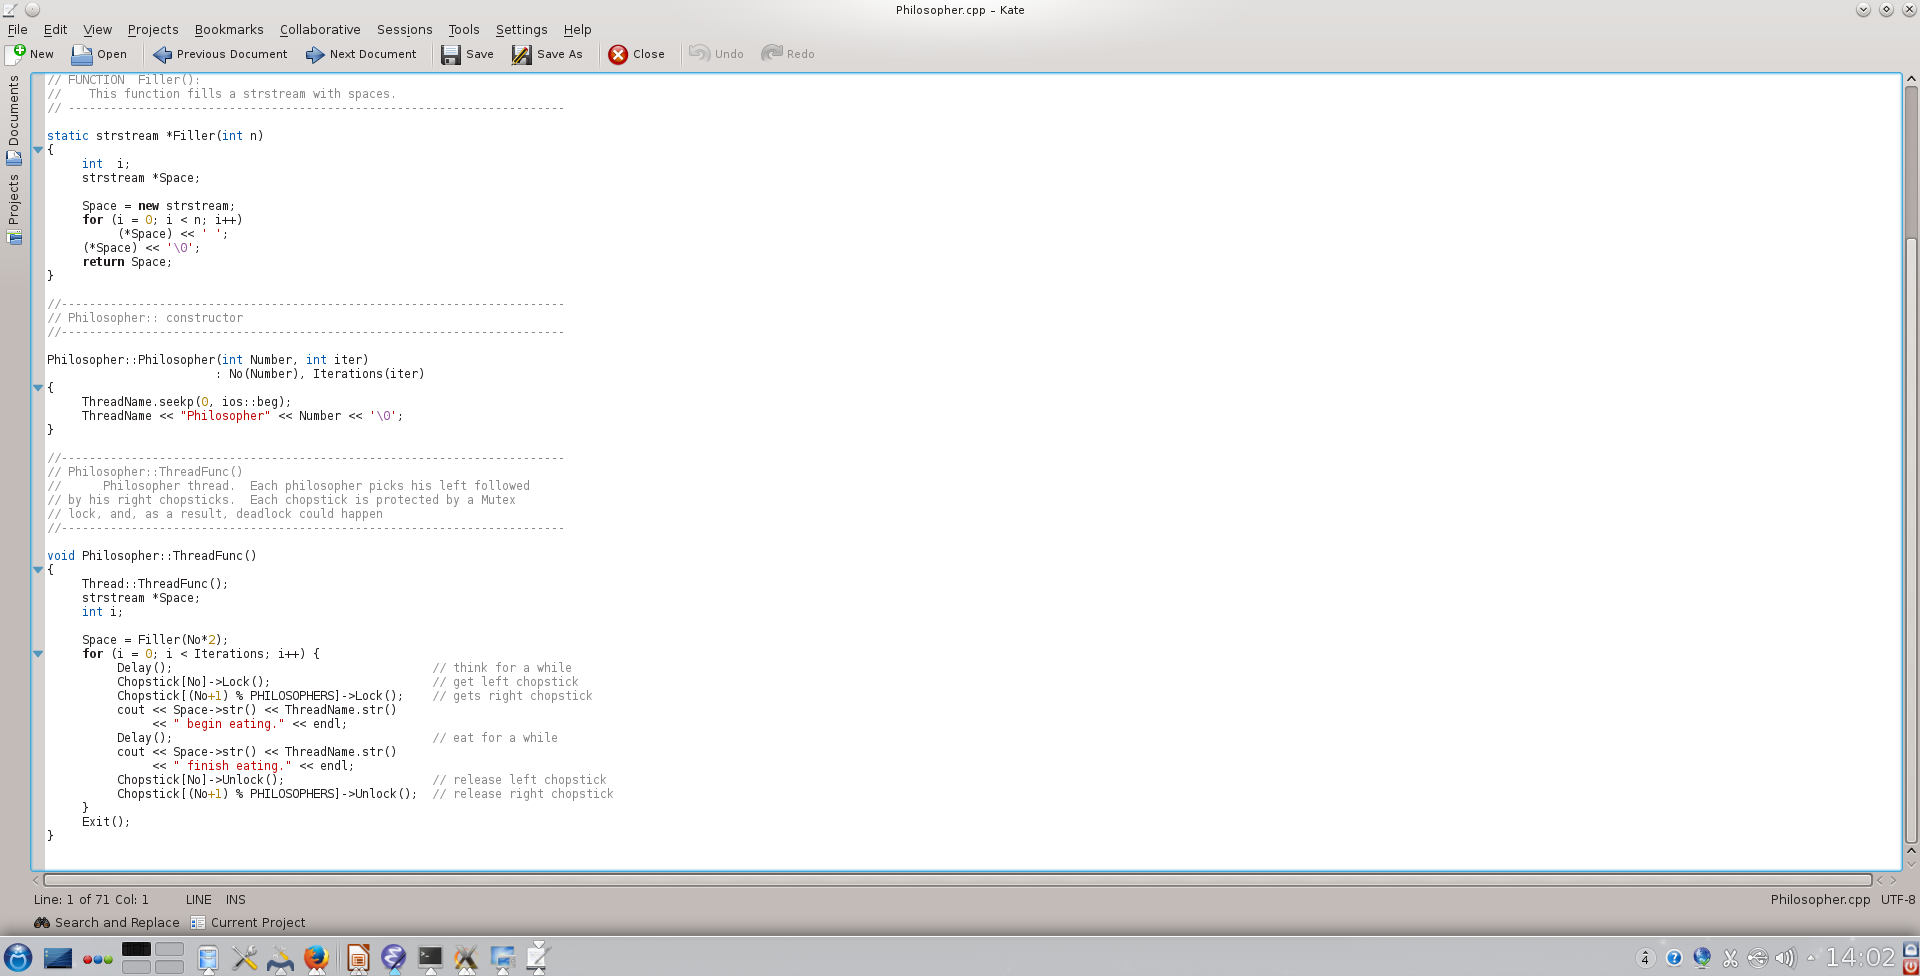 Philosopher.cpp – Kate
File Edit View Projects Bookmarks Collaborative Sessions Tools Settings Help
New Open Previous Document Next Document Save Save As Close Undo Redo
Documents
Projects
// FUNCTION  Filler():
//    This function fills a strstream with spaces.
// -----------------------------------------------------------------------
static strstream *Filler(int n)
{
     int  i;
     strstream *Space;
     Space = new strstream;
     for (i = 0; i < n; i++)
          (*Space) << ' ';
     (*Space) << '\0';
     return Space;
}
//------------------------------------------------------------------------
// Philosopher:: constructor
//------------------------------------------------------------------------
Philosopher::Philosopher(int Number, int iter)
                        : No(Number), Iterations(iter)
{
     ThreadName.seekp(0, ios::beg);
     ThreadName << "Philosopher" << Number << '\0';
}
//------------------------------------------------------------------------
// Philosopher::ThreadFunc()
//      Philosopher thread.  Each philosopher picks his left followed
// by his right chopsticks.  Each chopstick is protected by a Mutex
// lock, and, as a result, deadlock could happen
//------------------------------------------------------------------------
void Philosopher::ThreadFunc()
{
     Thread::ThreadFunc();
     strstream *Space;
     int i;
     Space = Filler(No*2);
     for (i = 0; i < Iterations; i++) {
          Delay();                                     // think for a while
          Chopstick[No]->Lock();                       // get left chopstick
          Chopstick[(No+1) % PHILOSOPHERS]->Lock();    // gets right chopstick
          cout << Space->str() << ThreadName.str()
               << " begin eating." << endl;
          Delay();                                     // eat for a while
          cout << Space->str() << ThreadName.str()
               << " finish eating." << endl;
          Chopstick[No]->Unlock();                     // release left chopstick
          Chopstick[(No+1) % PHILOSOPHERS]->Unlock();  // release right chopstick
     }
     Exit();
}
Line: 1 of 71 Col: 1 LINE INS Philosopher.cpp UTF-8
Search and Replace Current Project
4 14:02